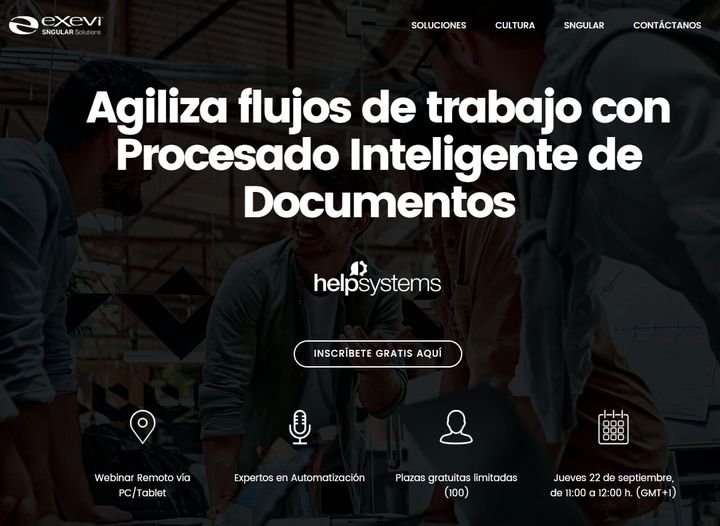 exevi
SNGULAR Solutions
SOLUCIONES
CULTURA
SNGULAR
CONTÁCTANOS
Agiliza flujos de trabajo con
Procesado Inteligente de
Documentos
helpsystems
INSCRÍBETE GRATIS AQUÍ
Webinar Remoto vía
PC/Tablet
Expertos en Automatización
Plazas gratuitas limitadas
(100)
Jueves 22 de septiembre,
de 11:00 a 12:00 h. (GMT+1)